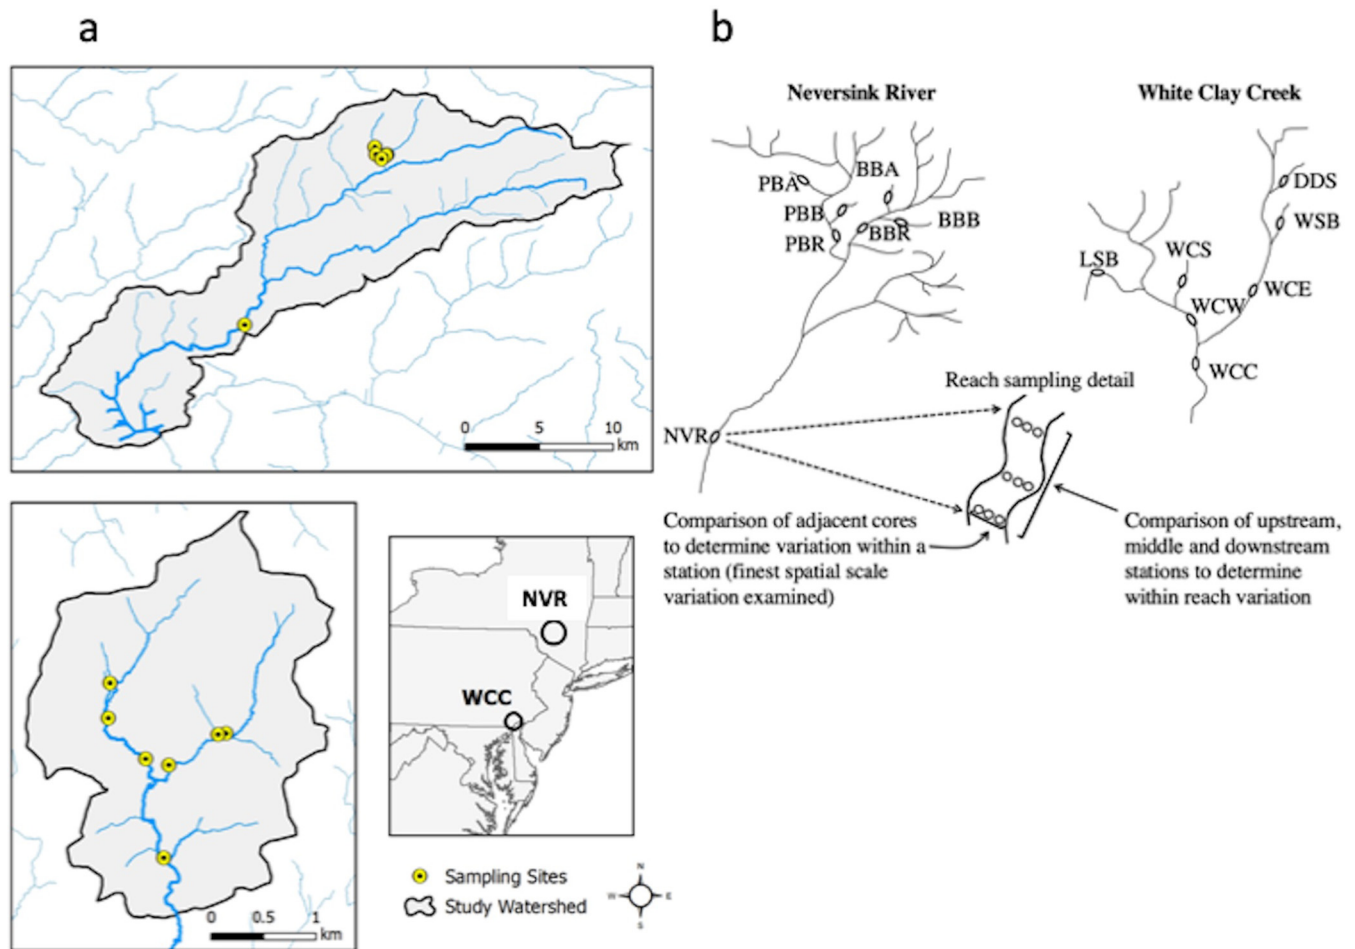 a
b
0 5 10
km
0 0.5 1
km
NVR
WCC
Sampling Sites
Study Watershed
N
W E
S
Neversink River
White Clay Creek
PBA
BBA
PBB
PBR
BBR
BBB
NVR
DDS
WSB
WCS
LSB
WCE
WCW
WCC
Reach sampling detail
Comparison of adjacent cores
to determine variation within a
station (finest spatial scale
variation examined)
Comparison of upstream,
middle and downstream
stations to determine
within reach variation